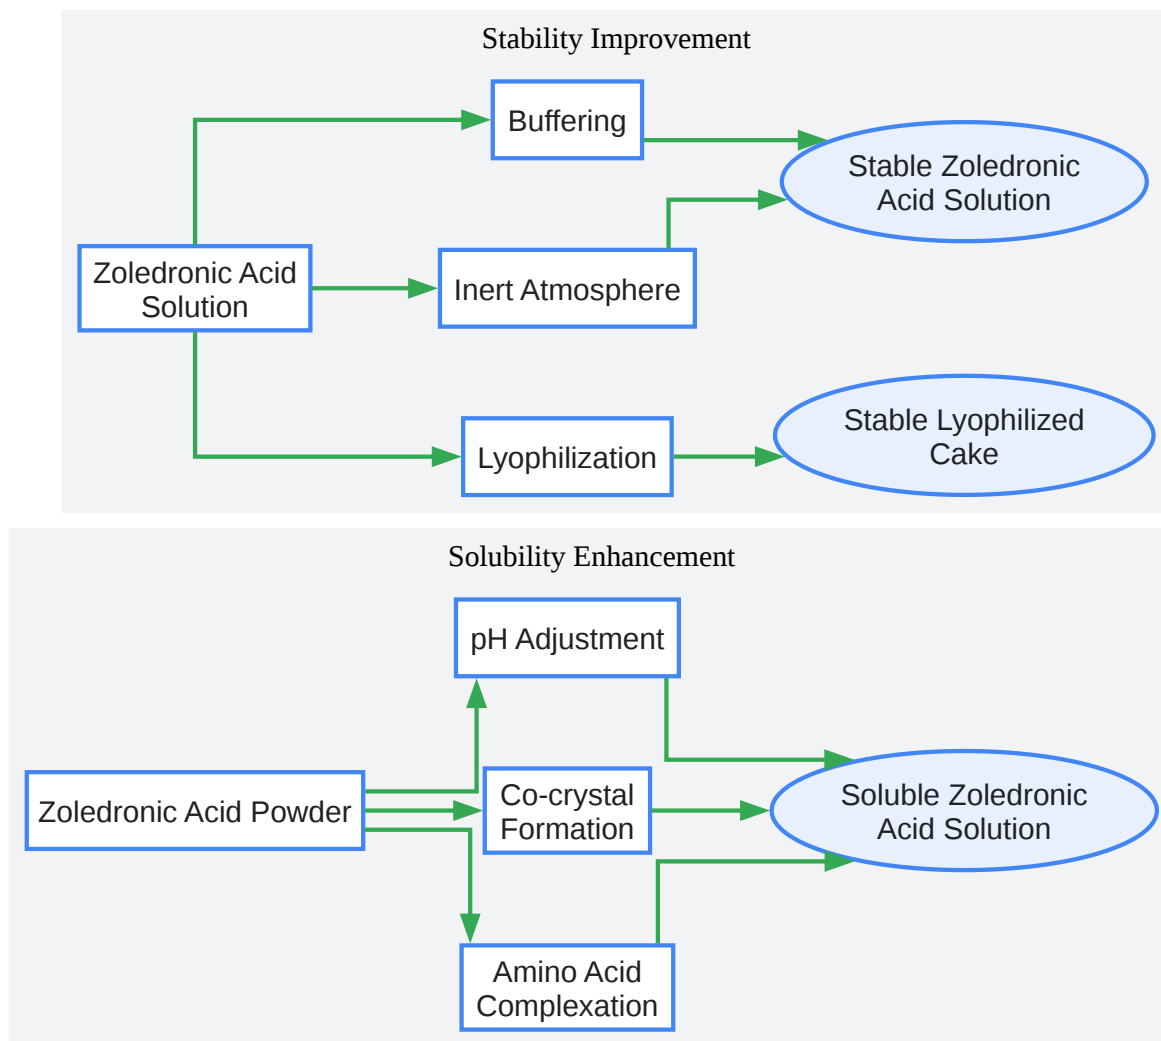 Stability Improvement
Buffering
Stable Zoledronic
Acid Solution
Zoledronic Acid
Solution
Inert Atmosphere
Stable Lyophilized
Cake
Lyophilization
Solubility Enhancement
pH Adjustment
Zoledronic Acid Powder
Co-crystal
Formation
Soluble Zoledronic
Acid Solution
Amino Acid
Complexation